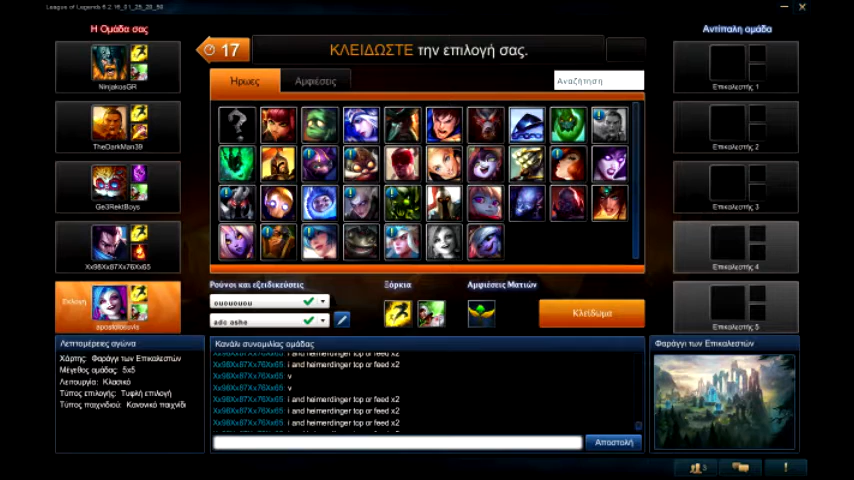 League of Legends 6.2.16_01_25_20_50
Η Ομάδα σας
17
ΚΛΕΙΔΩΣΤΕ την επιλογή σας.
Αντίπαλη ομάδα
Ήρωες
Αμφιέσεις
Αναζήτηση
NinjakosGR
TheDarkMan39
Ge3RektBoys
Xx98Xx87Xx76Xx65
Επιλογή
Επικαλεστής 1
Επικαλεστής 2
Επικαλεστής 3
Επικαλεστής 4
Επικαλεστής 5
Ρούνοι και εξειδικεύσεις
Ξόρκια
Αμφιέσεις Ματιών
ουουουου
adc ashe
Κλείδωμα
Λεπτομέρειες αγώνα
Χάρτης: Φαράγγι των Επικαλεστών
Μέγεθος ομάδας: 5x5
Λειτουργία: Κλασικό
Τύπος επιλογής: Τυφλή επιλογή
Τύπος παιχνιδιού: Κανονικό παιχνίδι
Κανάλι συνομιλίας ομάδας
Xx98Xx87Xx76Xx65: i and heimerdinger top or feed x2
Xx98Xx87Xx76Xx65: i and heimerdinger top or feed x2
Xx98Xx87Xx76Xx65: v
Xx98Xx87Xx76Xx65: v
Xx98Xx87Xx76Xx65: i and heimerdinger top or feed x2
Xx98Xx87Xx76Xx65: i and heimerdinger top or feed x2
Αποστολή
Φαράγγι των Επικαλεστών
3